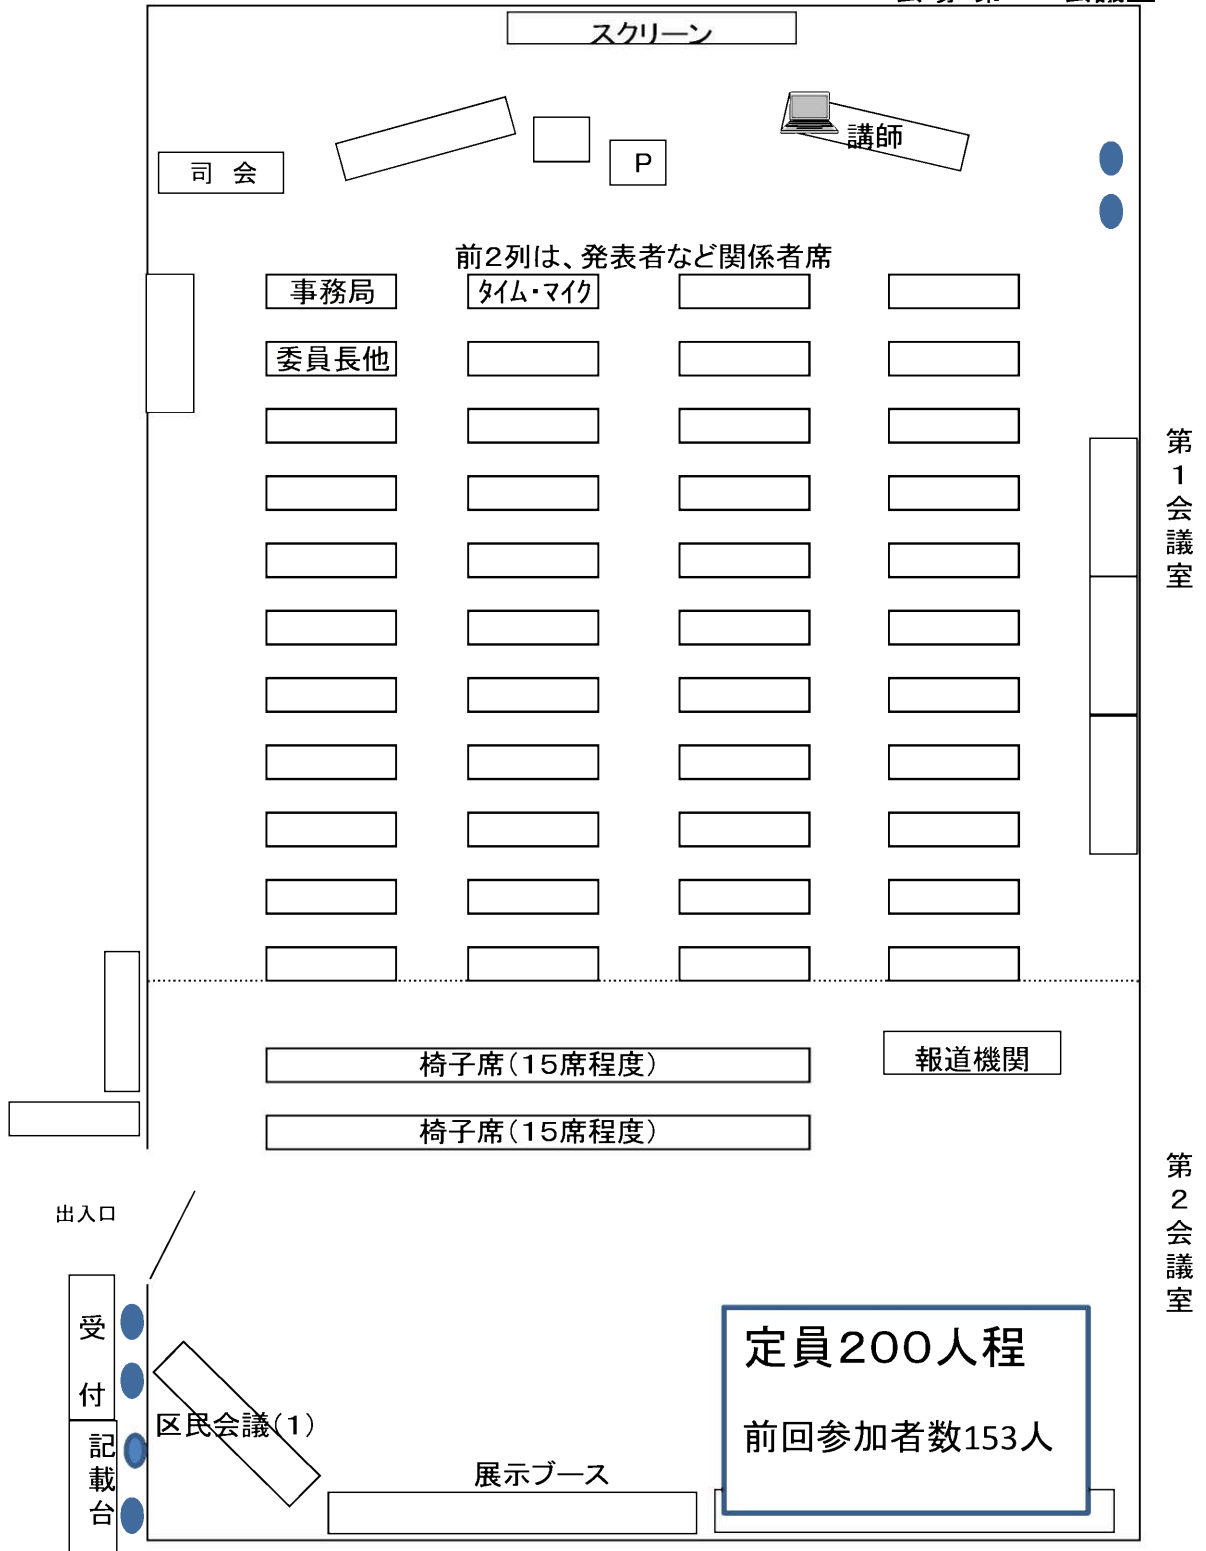 スクリーン
講師
P
司 会
前２列は、発表者など関係者席
事務局
ﾀｲﾑ・ﾏｲｸ
委員長他
第１会議室
椅子席（１５席程度）
報道機関
椅子席（１５席程度）
第２会議室
出入口
受付
定員２００人程
前回参加者数153人
区民会議（１）
記載台
展示ブース